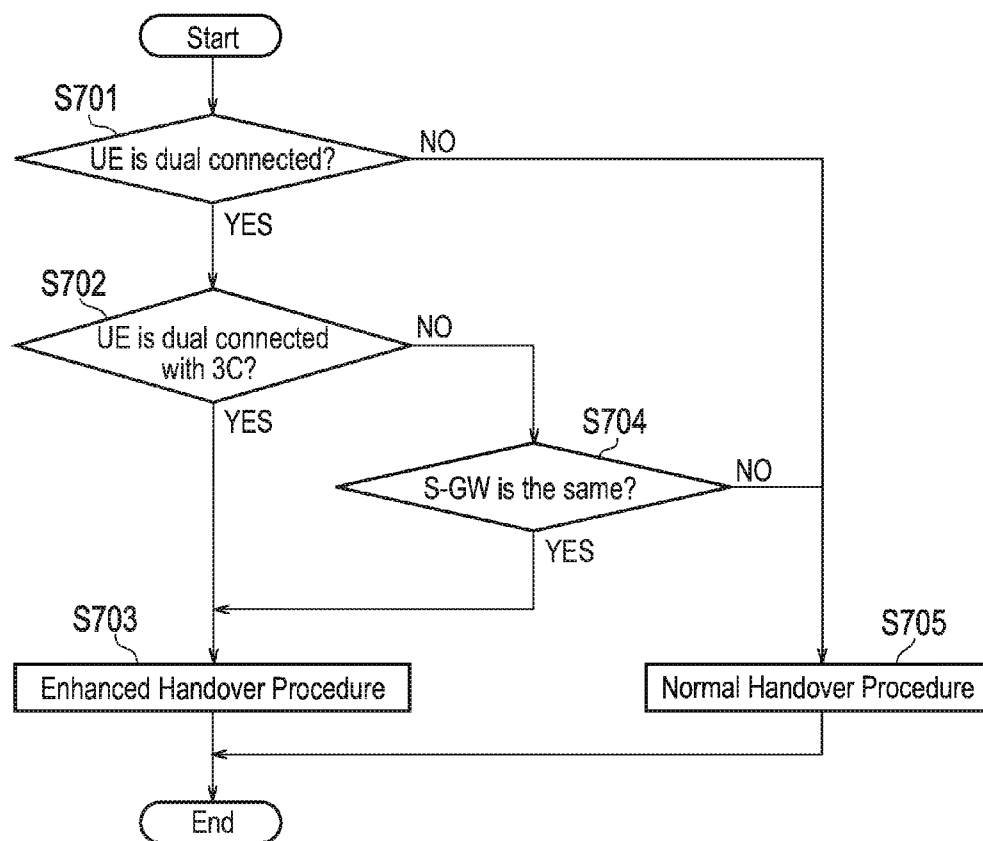 Start
S701
UE is dual connected?
NO
YES
S702
UE is dual connected
with 3C?
NO
YES
S704
S-GW is the same?
NO
YES
S703
Enhanced Handover Procedure
S705
Normal Handover Procedure
End